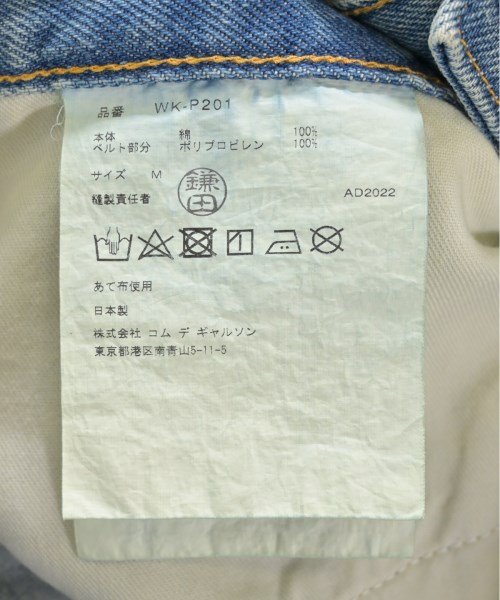 品番 WK-P201
本体 綿 100%
ベルト部分 ポリプロピレン 100%
サイズ M
縫製責任者 鎌田
AD2022
あて布使用
日本製
株式会社 コム デ ギャルソン
東京都港区南青山5-11-5